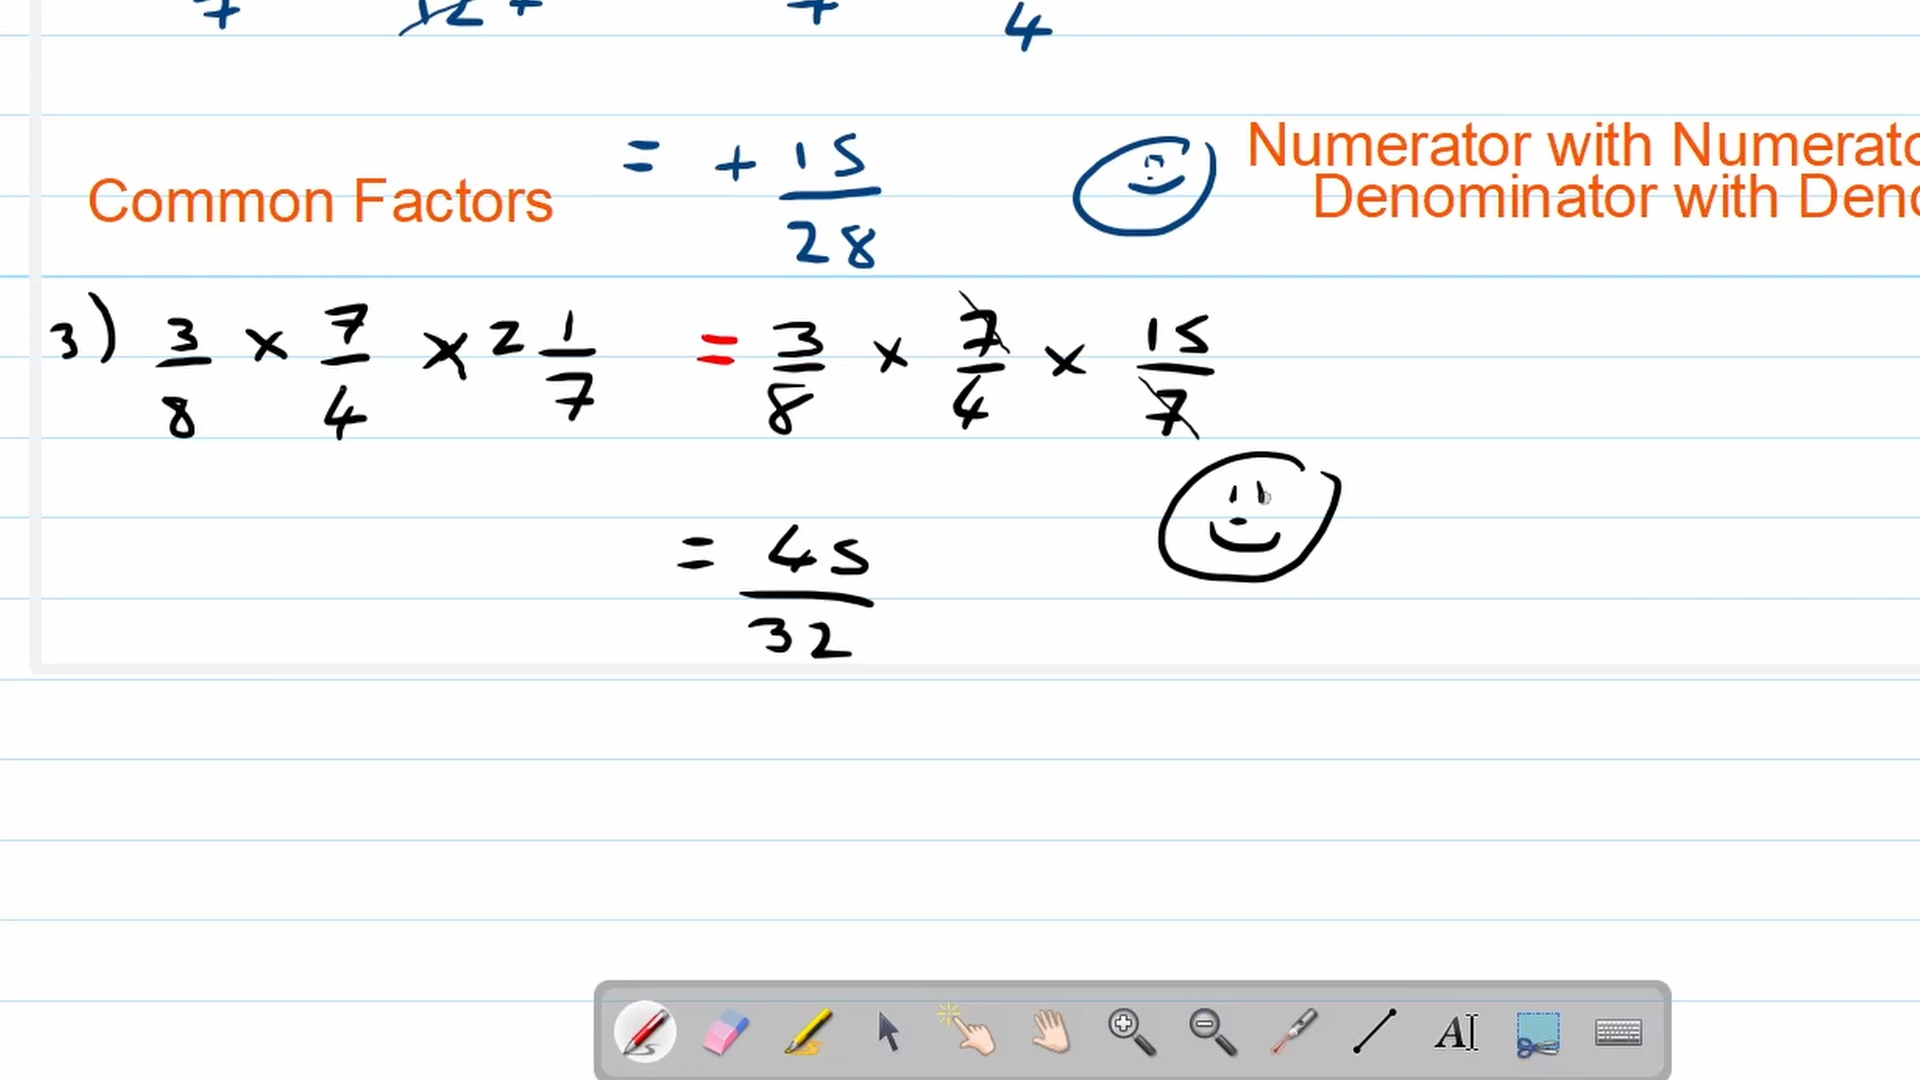 = + 15/28
Numerator with Numerato
Common Factors
Denominator with Deno
3) 3/8 × 7/4 × 2 1/7 = 3/8 × 7/4 × 15/7
= 45/32